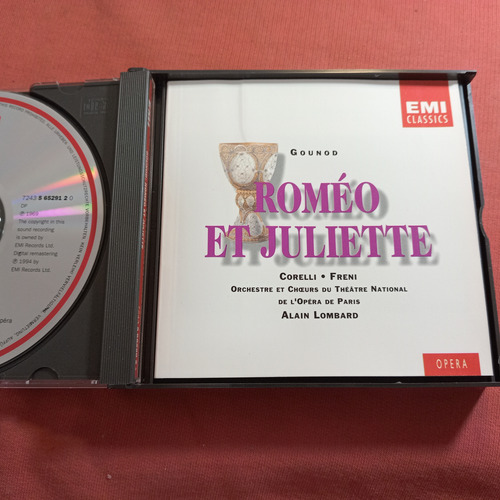 7243 5 65291 2 0
℗ 1969
The copyright in this
sound recording
is owned by
EMI Records Ltd.
Digital remastering
℗ 1994 by
EMI Records Ltd.
EMI
CLASSICS
GOUNOD
ROMÉO
ET JULIETTE
CORELLI • FRENI
ORCHESTRE ET CHŒURS DU THÉÂTRE NATIONAL
DE L'OPÉRA DE PARIS
ALAIN LOMBARD
OPERA